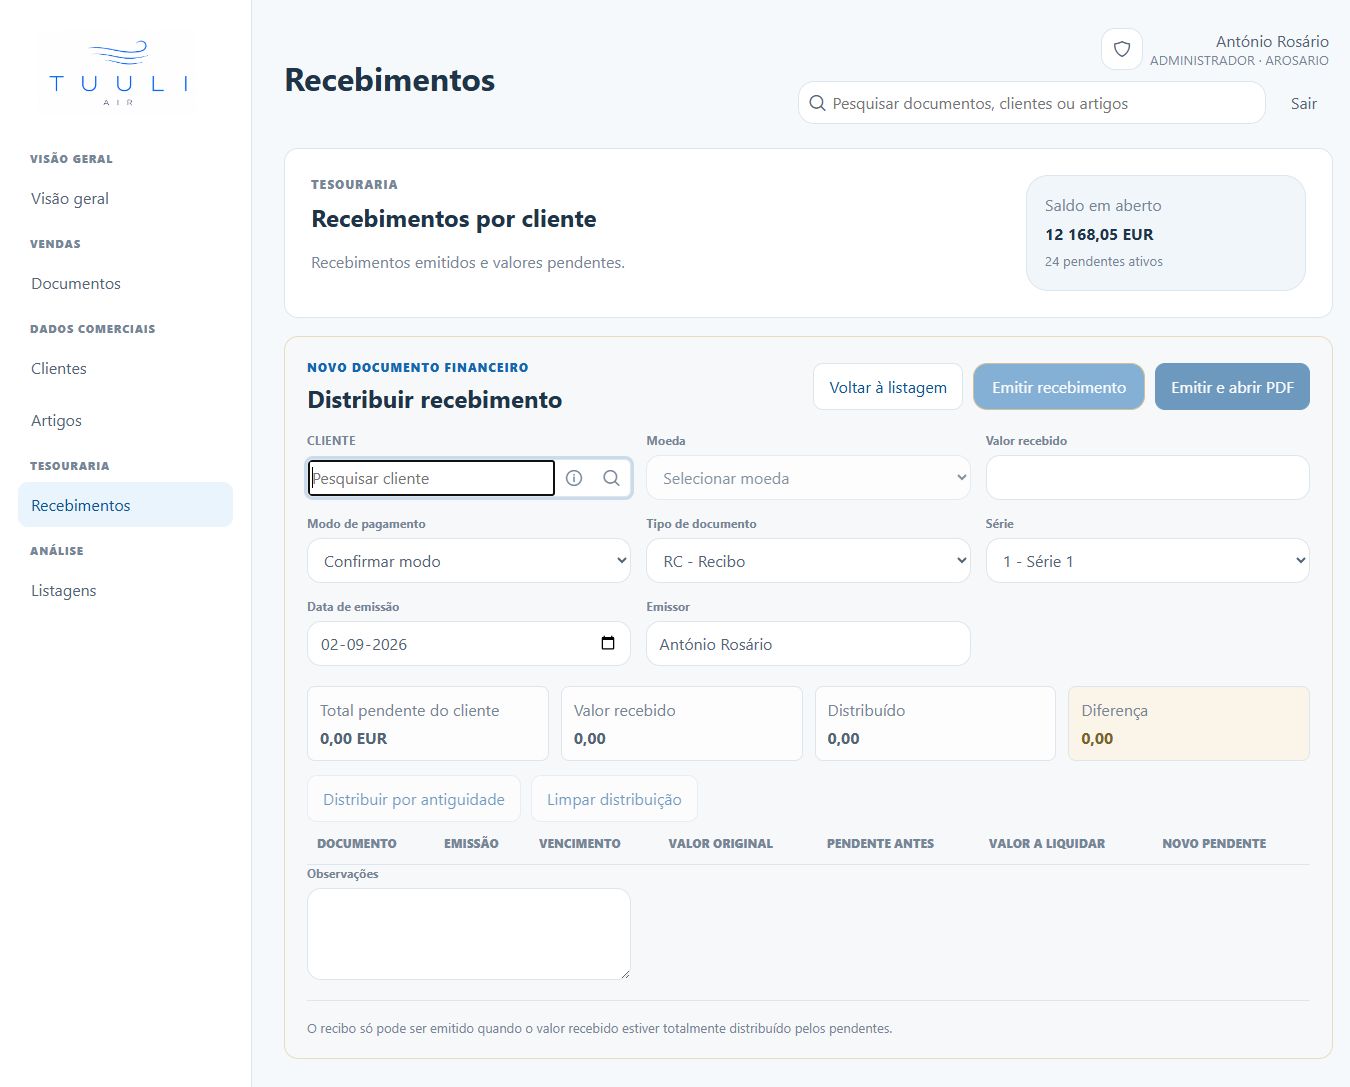 TUULI
AIR
VISÃO GERAL
Visão geral
VENDAS
Documentos
DADOS COMERCIAIS
Clientes
Artigos
TESOURARIA
Recebimentos
ANÁLISE
Listagens
Recebimentos
António Rosário
ADMINISTRADOR · AROSARIO
Pesquisar documentos, clientes ou artigos
Sair
TESOURARIA
Recebimentos por cliente
Recebimentos emitidos e valores pendentes.
Saldo em aberto
12 168,05 EUR
24 pendentes ativos
NOVO DOCUMENTO FINANCEIRO
Distribuir recebimento
Voltar à listagem
Emitir recebimento
Emitir e abrir PDF
CLIENTE
Pesquisar cliente
Moeda
Selecionar moeda
Valor recebido
Modo de pagamento
Confirmar modo
Tipo de documento
RC - Recibo
Série
1 - Série 1
Data de emissão
02-09-2026
Emissor
António Rosário
Total pendente do cliente
0,00 EUR
Valor recebido
0,00
Distribuído
0,00
Diferença
0,00
Distribuir por antiguidade
Limpar distribuição
DOCUMENTO EMISSÃO VENCIMENTO VALOR ORIGINAL PENDENTE ANTES VALOR A LIQUIDAR NOVO PENDENTE
Observações
O recibo só pode ser emitido quando o valor recebido estiver totalmente distribuído pelos pendentes.